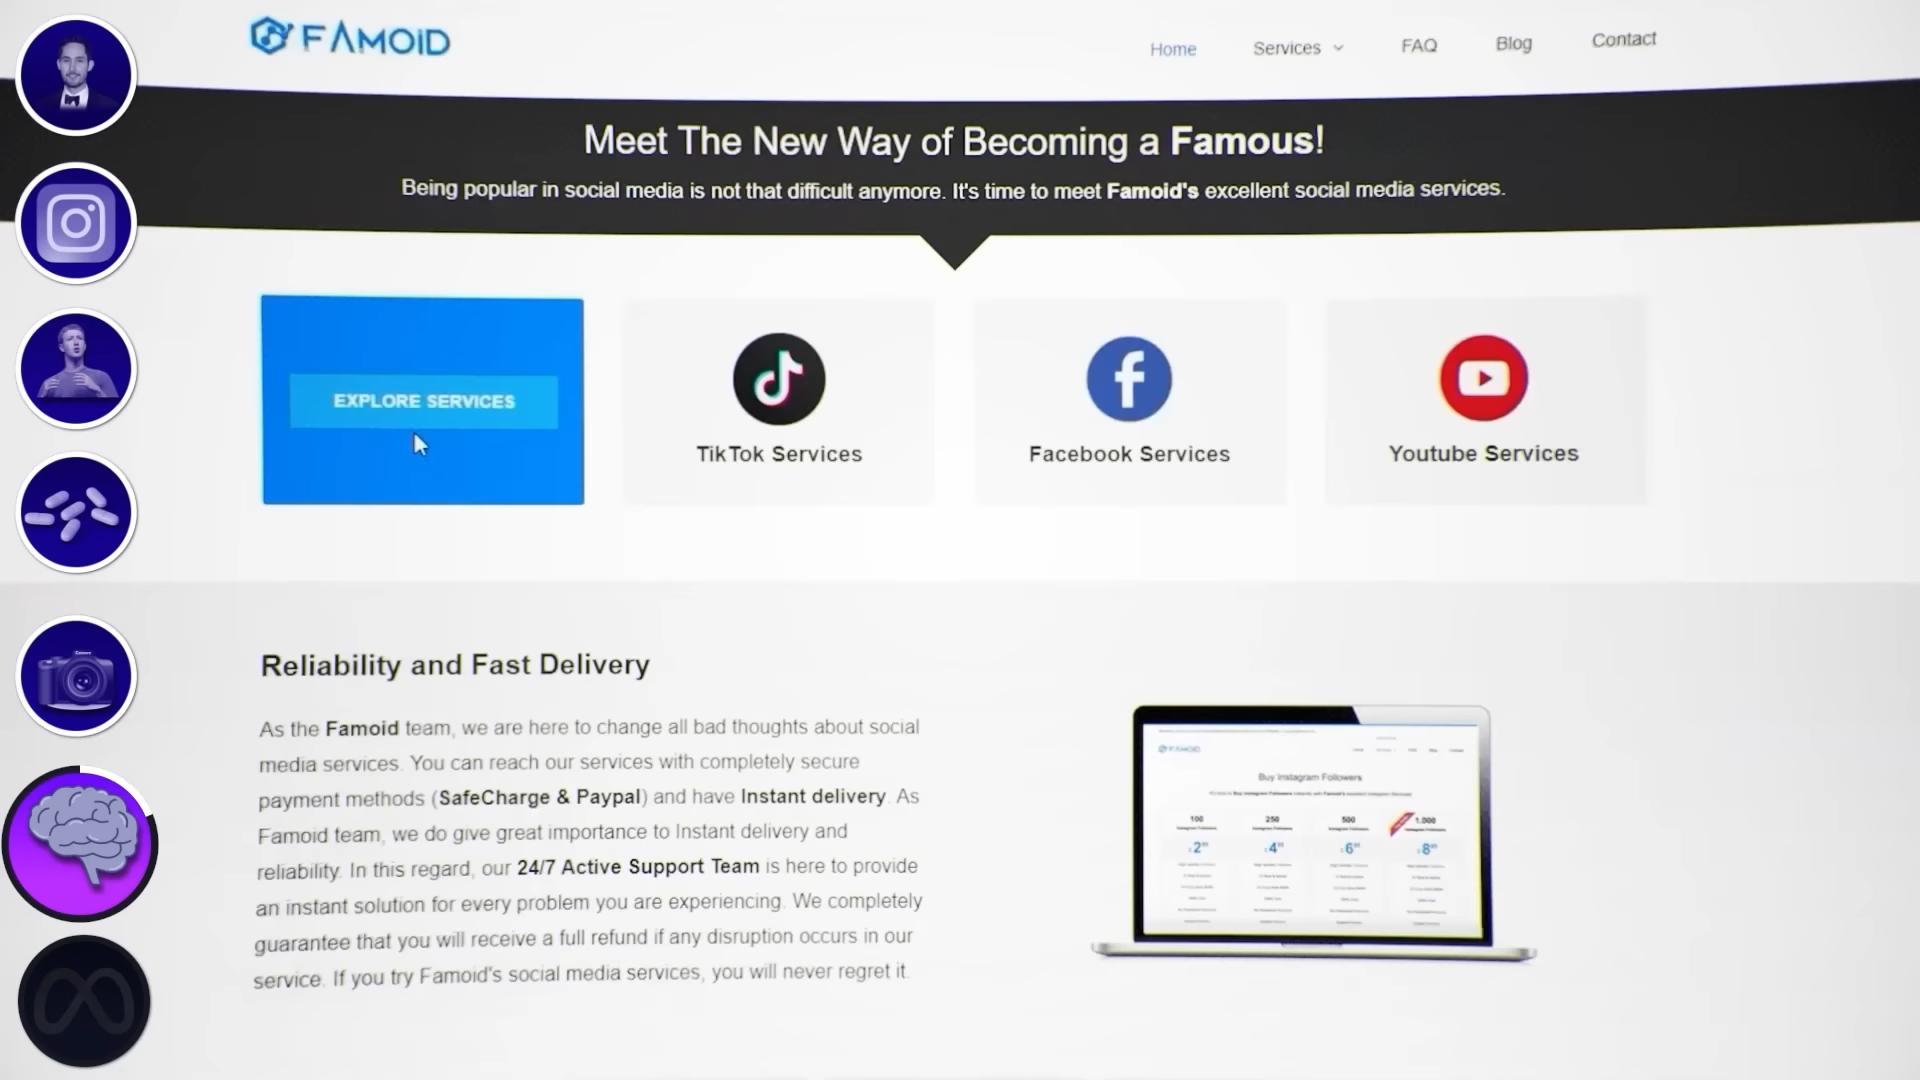 FAMOID
Home
Services
FAQ
Blog
Contact
Meet The New Way of Becoming a Famous!
Being popular in social media is not that difficult anymore. It's time to meet Famoid's excellent social media services.
EXPLORE SERVICES
TikTok Services
Facebook Services
Youtube Services
Reliability and Fast Delivery
As the Famoid team, we are here to change all bad thoughts about social
media services. You can reach our services with completely secure
payment methods (SafeCharge & Paypal) and have Instant delivery. As
Famoid team, we do give great importance to Instant delivery and
reliability. In this regard, our 24/7 Active Support Team is here to provide
an instant solution for every problem you are experiencing. We completely
guarantee that you will receive a full refund if any disruption occurs in our
service. If you try Famoid's social media services, you will never regret it.
FAMOID
Buy Instagram Followers
100
250
500
1.000
2
4
6
8